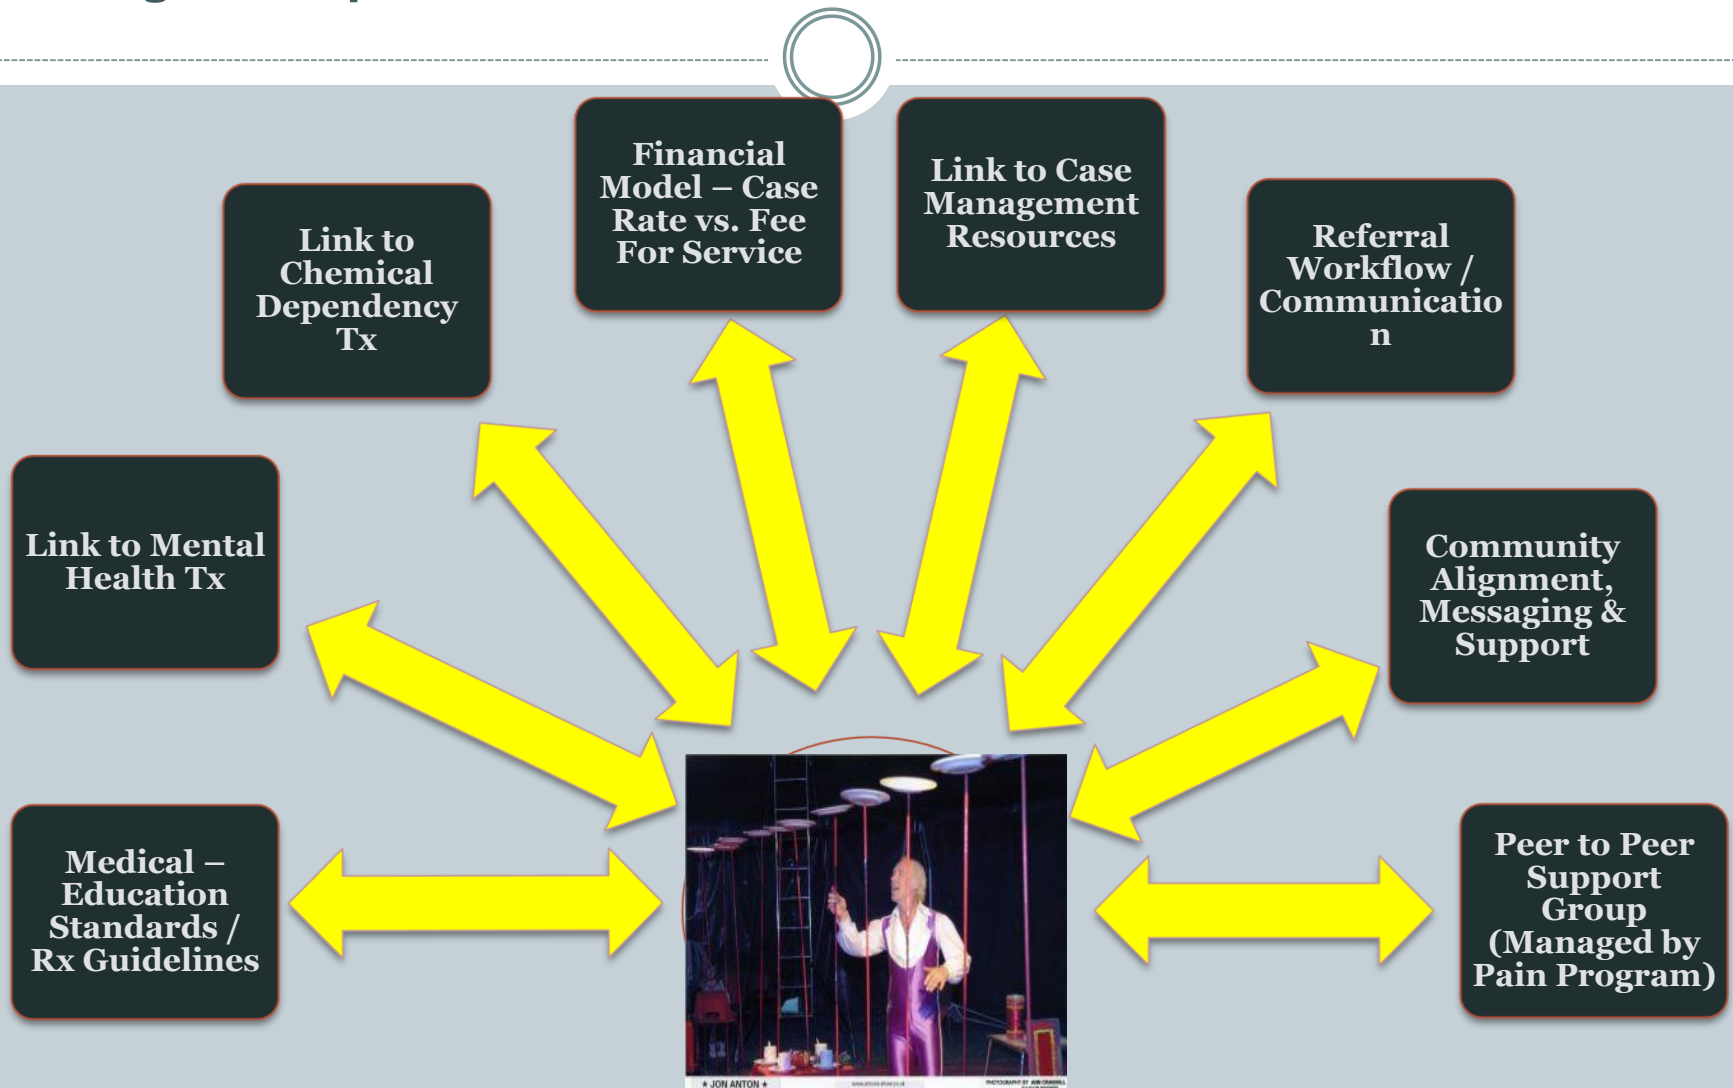 Financial
Model – Case
Rate vs. Fee
For Service
Link to Case
Management
Resources
Link to
Chemical
Dependency
Tx
Referral
Workflow /
Communicatio
n
Link to Mental
Health Tx
Community
Alignment,
Messaging &
Support
Medical –
Education
Standards /
Rx Guidelines
Peer to Peer
Support
Group
(Managed by
Pain Program)
★ JON ANTON ★
PHOTOGRAPHY BY